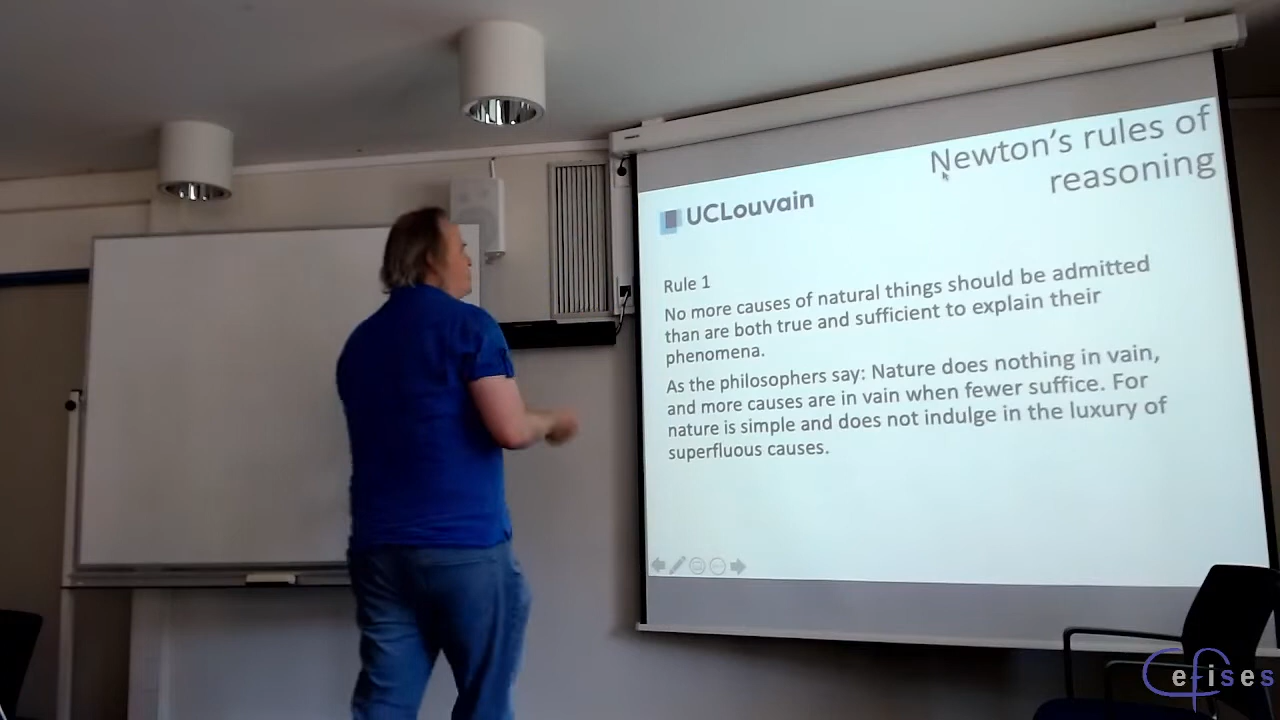 Newton's rules of
reasoning
UCLouvain
Rule 1
No more causes of natural things should be admitted
than are both true and sufficient to explain their
phenomena.
As the philosophers say: Nature does nothing in vain,
and more causes are in vain when fewer suffice. For
nature is simple and does not indulge in the luxury of
superfluous causes.
Cefises